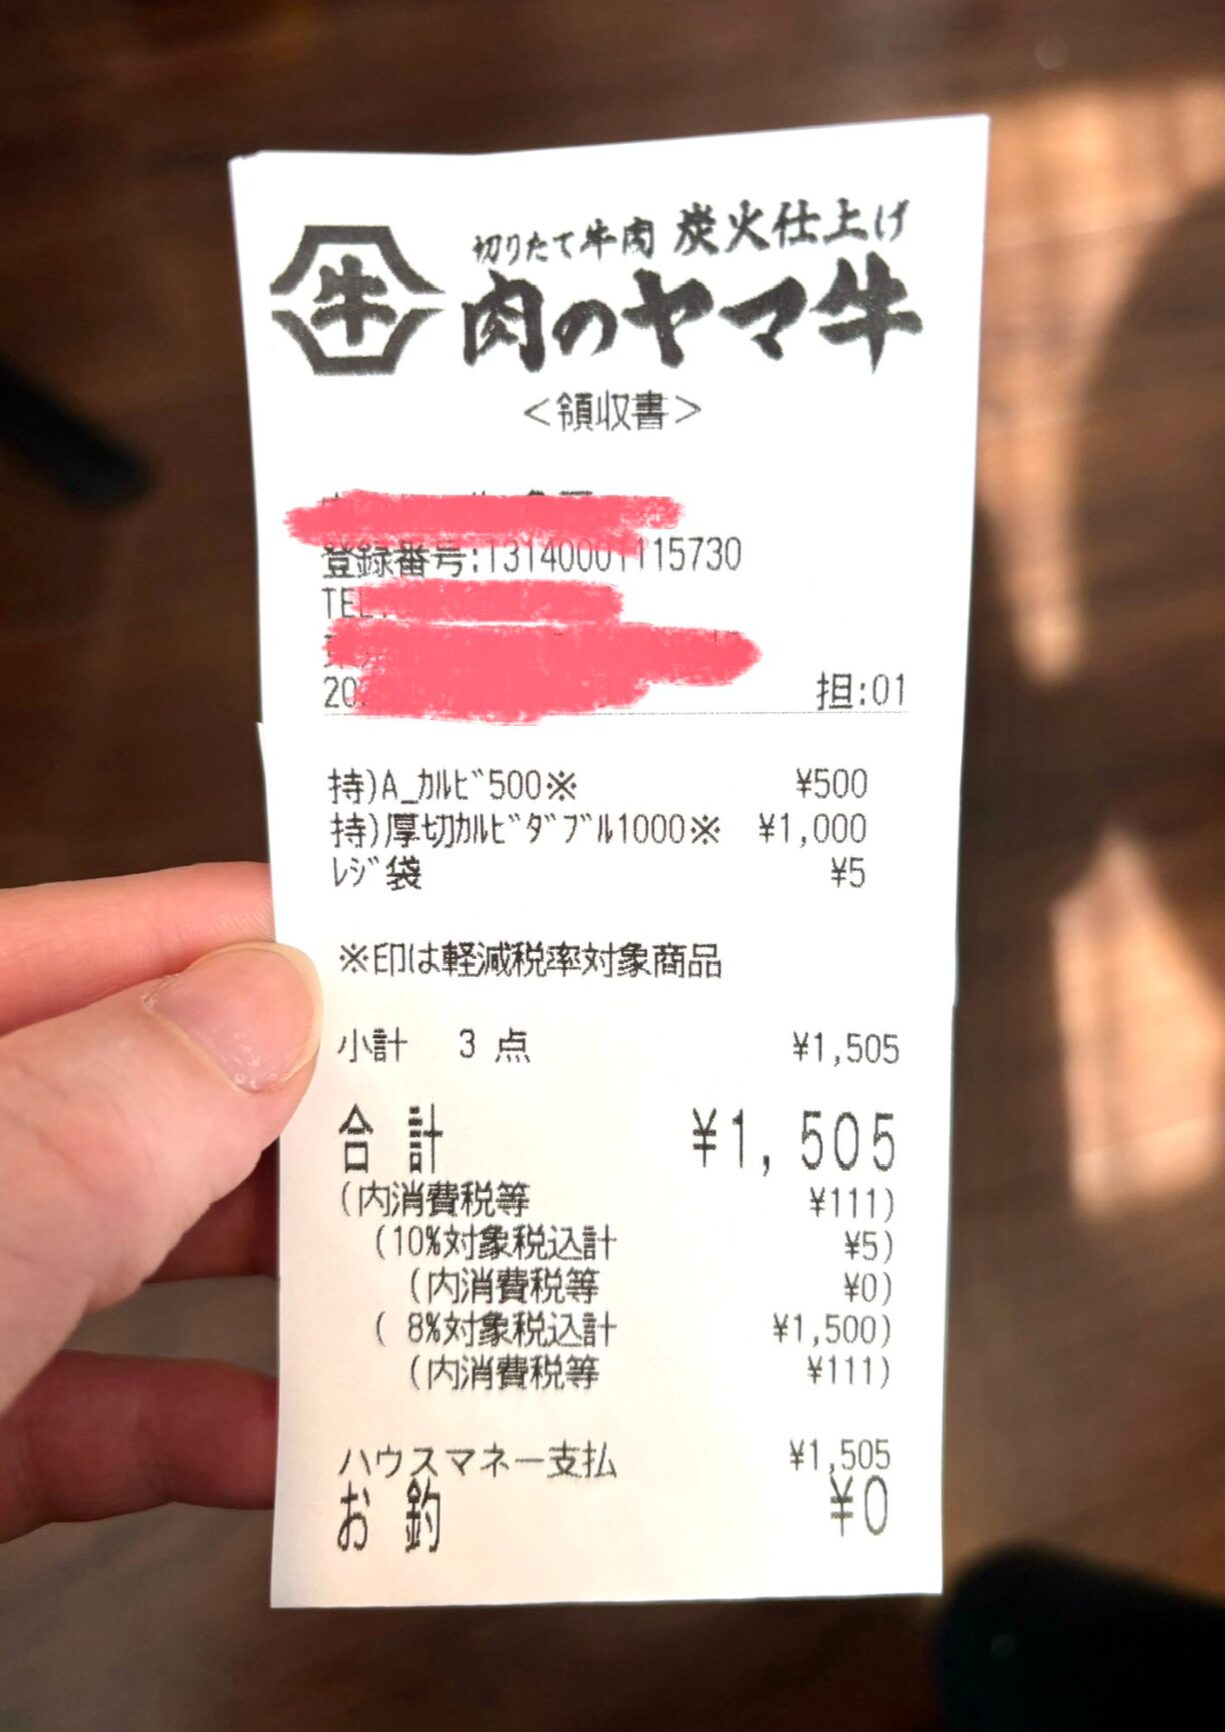 牛
切りたて牛肉 炭火仕上げ
肉のヤマ牛
<領収書>
登録番号:T3140001115730
TEL:
20
担:01
持)A_カルビ500※ ¥500
持)厚切カルビダブル1000※ ¥1,000
レジ袋 ¥5
※印は軽減税率対象商品
小計 3 点 ¥1,505
合 計 ¥1,505
(内消費税等 ¥111)
(10%対象税込計 ¥5)
(内消費税等 ¥0)
( 8%対象税込計 ¥1,500)
(内消費税等 ¥111)
ハウスマネー支払 ¥1,505
お 釣 ¥0